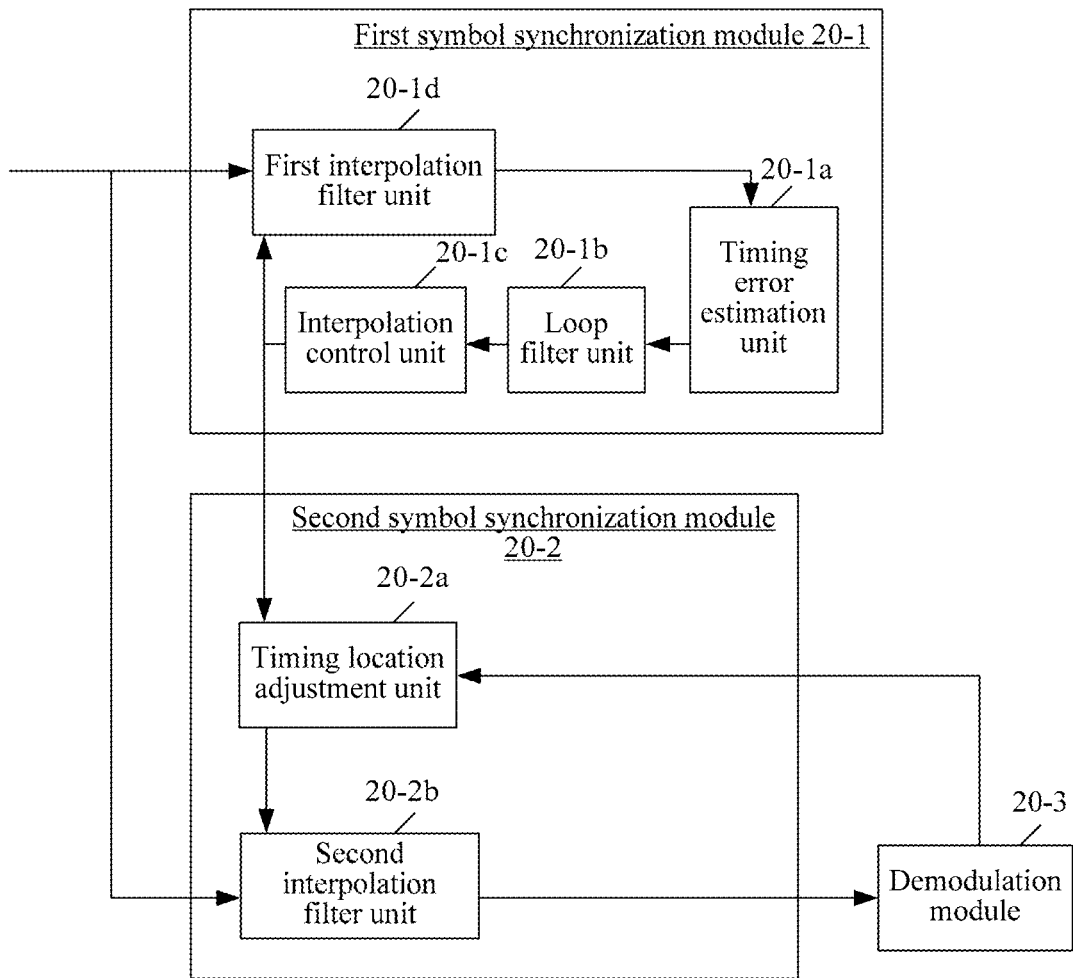 First symbol synchronization module 20-1
20-1d
First interpolation
filter unit
20-1a
Timing
error
estimation
unit
20-1c
Interpolation
control unit
20-1b
Loop
filter unit
Second symbol synchronization module
20-2
20-2a
Timing location
adjustment unit
20-2b
Second
interpolation
filter unit
20-3
Demodulation
module